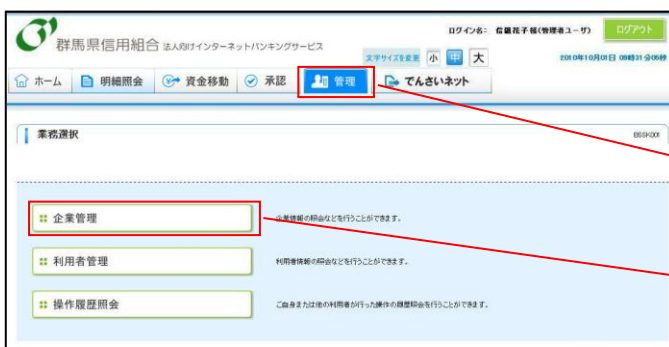 群馬県信用組合 法人向けインターネットバンキングサービス
ログイン名: 信組花子様(管理者ユーザ)
ログアウト
文字サイズを変更 小 中 大
2010年10月01日 09時31分05秒
ホーム 明細照会 資金移動 承認 管理 でんさいネット
業務選択
BSSK001
企業管理
企業情報の照会などを行うことができます。
利用者管理
利用者情報の照会などを行うことができます。
操作履歴照会
ご自身または他の利用者が行った操作の履歴照会を行うことができます。